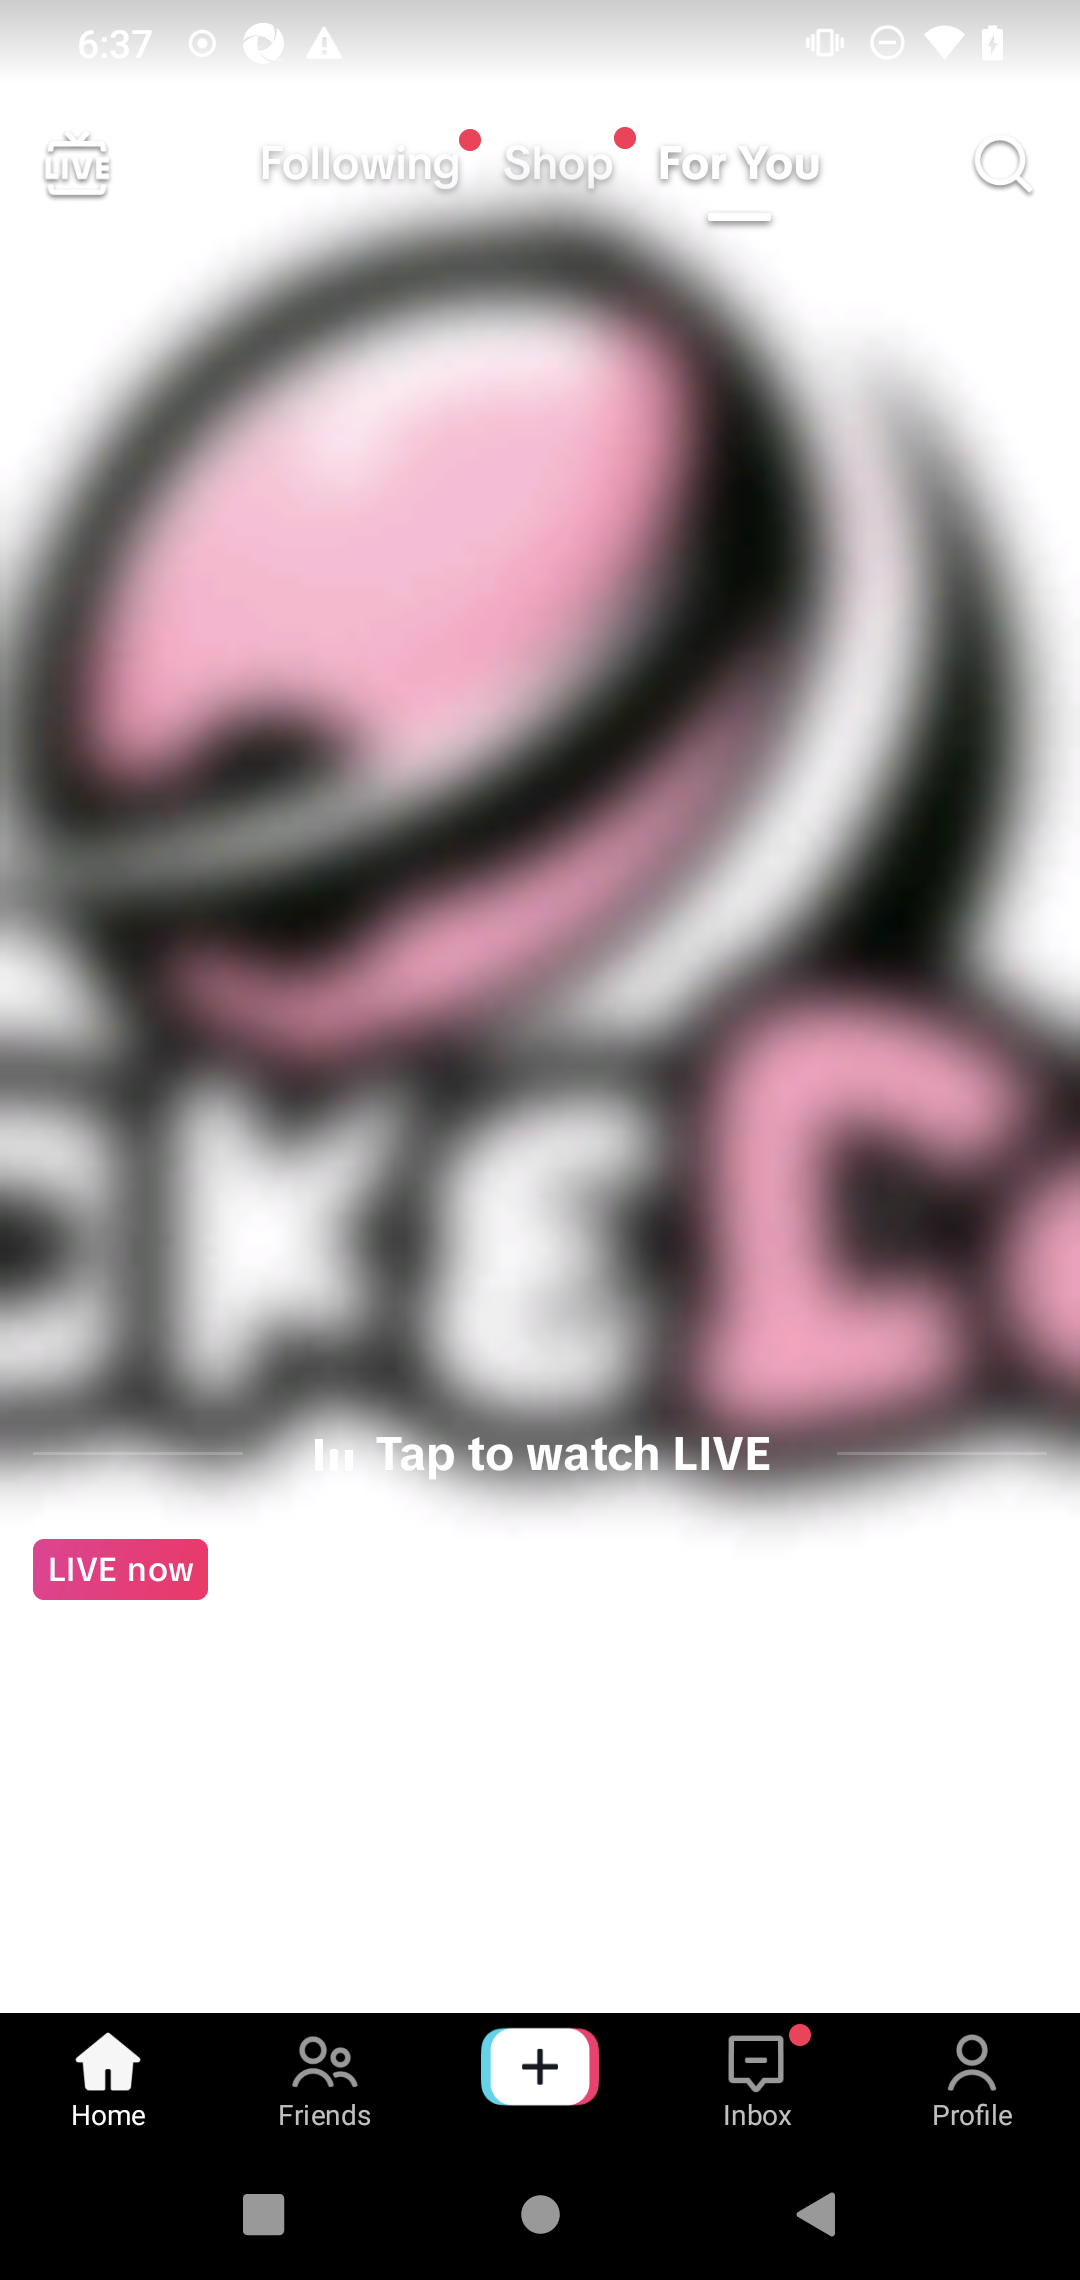 6:37
LIVE
Following
Shop
For You
Tap to watch LIVE
LIVE now
Home
Friends
Inbox
Profile